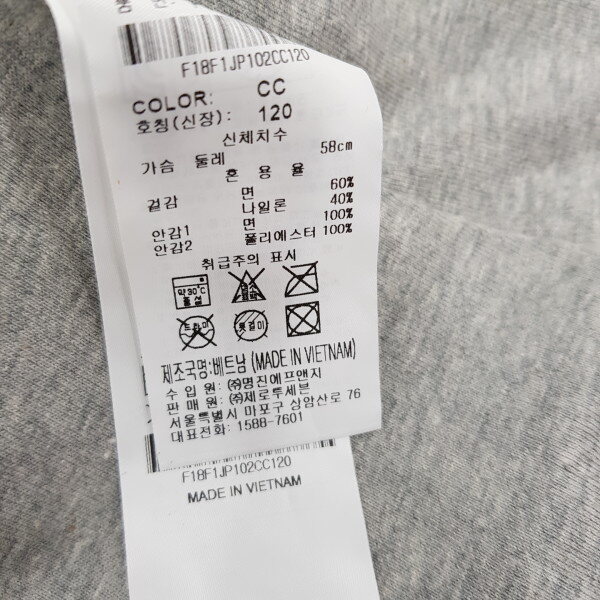 F18F1JP102CC120
COLOR: CC
호칭(신장): 120
신체치수
가슴 둘레 58cm
혼 용 율
겉감 면 60%
나일론 40%
안감1 면 100%
안감2 폴리에스터 100%
취급주의 표시
약30℃
중성
드라이
옷걸이
제조국명:베트남 (MADE IN VIETNAM)
수 입 원: ㈜명진에프앤지
판 매 원: ㈜제로투세븐
서울특별시 마포구 상암산로 76
대표전화: 1588-7601
F18F1JP102CC120
MADE IN VIETNAM